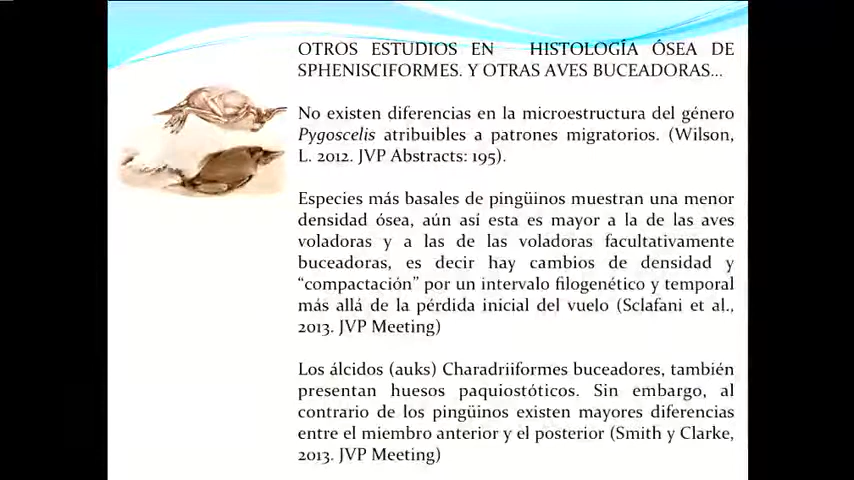 OTROS ESTUDIOS EN HISTOLOGÍA ÓSEA DE
SPHENISCIFORMES. Y OTRAS AVES BUCEADORAS...
No existen diferencias en la microestructura del género
Pygoscelis atribuibles a patrones migratorios. (Wilson,
L. 2012. JVP Abstracts: 195).
Especies más basales de pingüinos muestran una menor
densidad ósea, aún así esta es mayor a la de las aves
voladoras y a las de las voladoras facultativamente
buceadoras, es decir hay cambios de densidad y
“compactación” por un intervalo filogenético y temporal
más allá de la pérdida inicial del vuelo (Sclafani et al.,
2013. JVP Meeting)
Los álcidos (auks) Charadriiformes buceadores, también
presentan huesos paquiostóticos. Sin embargo, al
contrario de los pingüinos existen mayores diferencias
entre el miembro anterior y el posterior (Smith y Clarke,
2013. JVP Meeting)